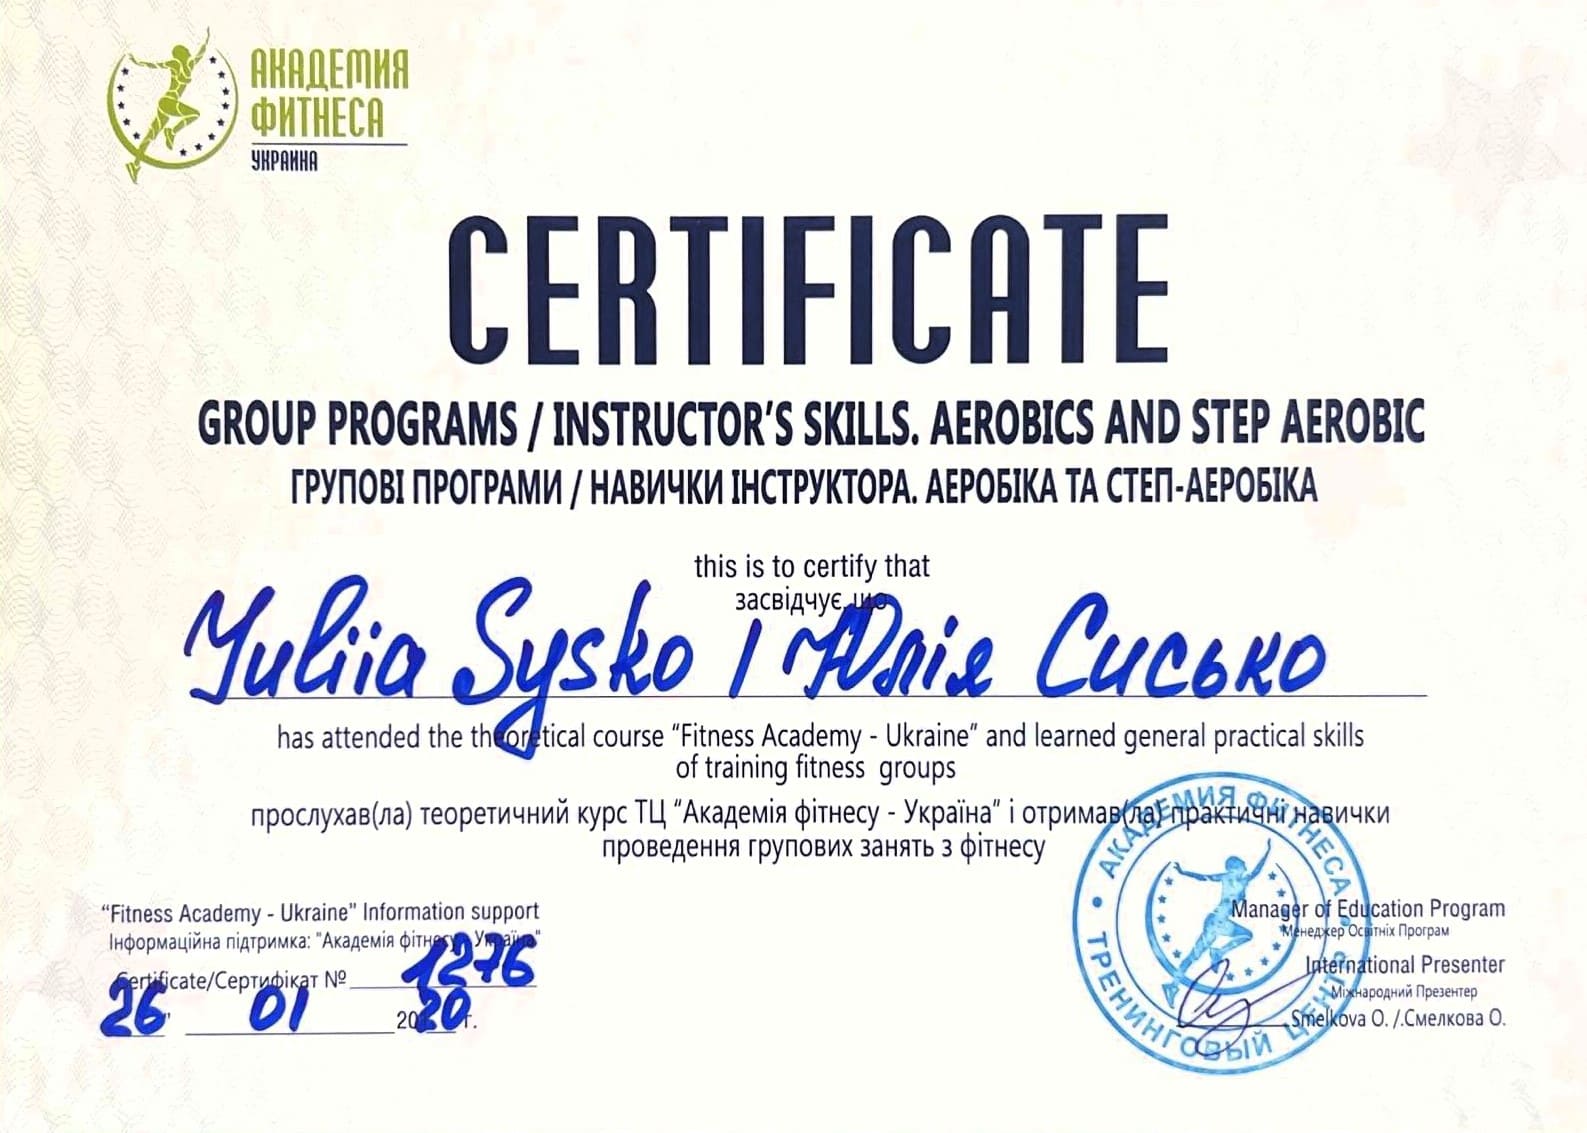 АКАДЕМИЯ
ФИТНЕСА
УКРАИНА
CERTIFICATE
GROUP PROGRAMS / INSTRUCTOR'S SKILLS. AEROBICS AND STEP AEROBIC
ГРУПОВІ ПРОГРАМИ / НАВИЧКИ ІНСТРУКТОРА. АЕРОБІКА ТА СТЕП-АЕРОБІКА
this is to certify that
засвідчує, що
Yuliia Sysko / Юлія Сисько
has attended the theoretical course “Fitness Academy - Ukraine” and learned general practical skills
of training fitness groups
прослухав(ла) теоретичний курс ТЦ “Академія фітнесу - Україна” і отримав(ла) практичні навички
проведення групових занять з фітнесу
• АКАДЕМИЯ ФИТНЕСА •
ТРЕНИНГОВЫЙ ЦЕНТР
“Fitness Academy - Ukraine” Information support
Інформаційна підтримка: "Академія фітнесу - Україна"
Certificate/Сертифікат № 1276
26" 01 2020 г.
Manager of Education Program
Менеджер Освітніх Програм
International Presenter
Міжнародний Презентер
Smelkova O. /.Смелкова О.